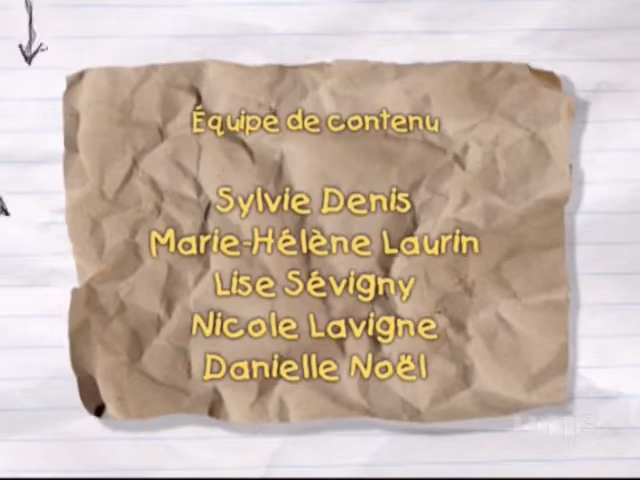 Équipe de contenu
Sylvie Denis
Marie-Hélène Laurin
Lise Sévigny
Nicole Lavigne
Danielle Noël